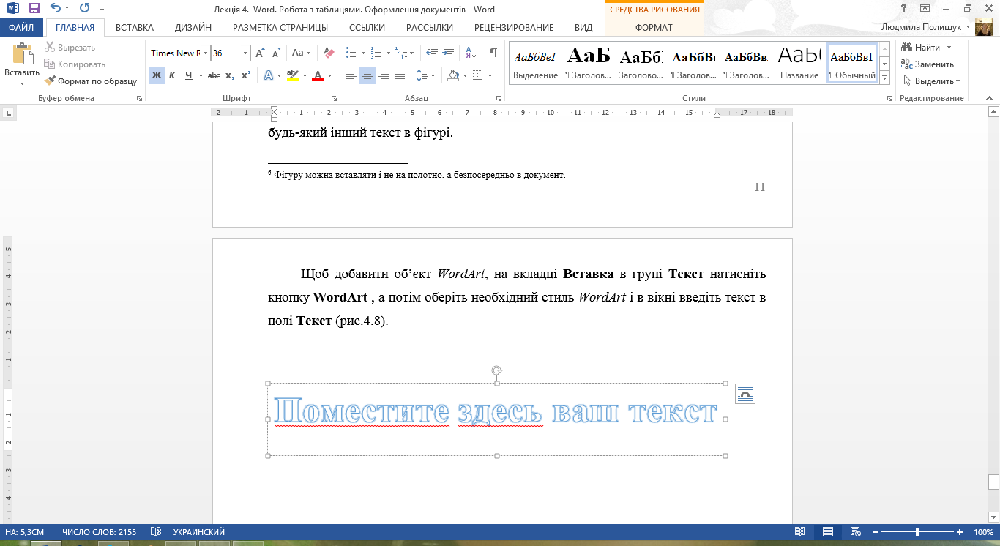 Лекція 4.  Word. Робота з таблицями. Оформлення документів - Word
СРЕДСТВА РИСОВАНИЯ
ФАЙЛ ГЛАВНАЯ ВСТАВКА ДИЗАЙН РАЗМЕТКА СТРАНИЦЫ ССЫЛКИ РАССЫЛКИ РЕЦЕНЗИРОВАНИЕ ВИД ФОРМАТ Людмила Полищук
Вставить
Вырезать
Копировать
Формат по образцу
Буфер обмена
Times New R 36
Ж К Ч abc x₂ x²
Шрифт
Абзац
АаБбВвІ АаБ АаБб АаБбВв АаБбВв АаБ АаБбВвІ
Выделение ¶ Заголов... Заголово... ¶ Заголов... ¶ Заголов... Название ¶ Обычный
Стили
Найти
Заменить
Выделить
Редактирование
2 1 1 2 3 4 5 6 7 8 9 10 11 12 13 14 15 17 18
будь-який інший текст в фігурі.
6 Фігуру можна вставляти і не на полотно, а безпосередньо в документ.
11
Щоб добавити об’єкт WordArt, на вкладці Вставка в групі Текст натисніть
кнопку WordArt , а потім оберіть необхідний стиль WordArt і в вікні введіть текст в
полі Текст (рис.4.8).
Поместите здесь ваш текст
НА: 5,3СМ ЧИСЛО СЛОВ: 2155 УКРАИНСКИЙ 100%